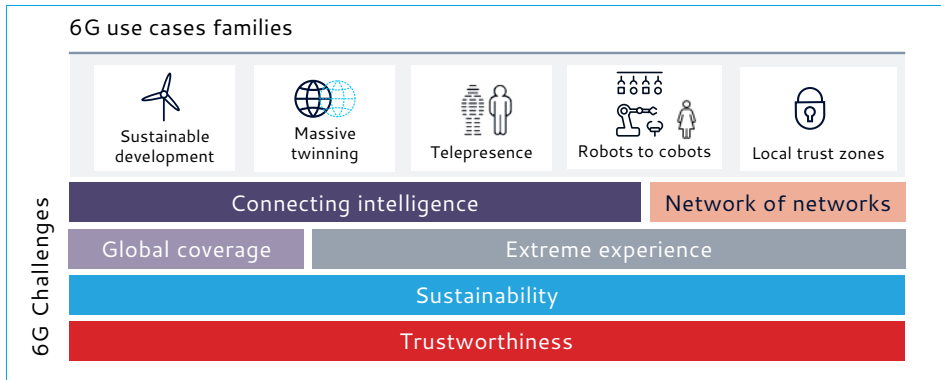 6G use cases families
Sustainable
development
Massive
twinning
Telepresence
Robots to cobots
Local trust zones
6G Challenges
Connecting intelligence
Network of networks
Global coverage
Extreme experience
Sustainability
Trustworthiness